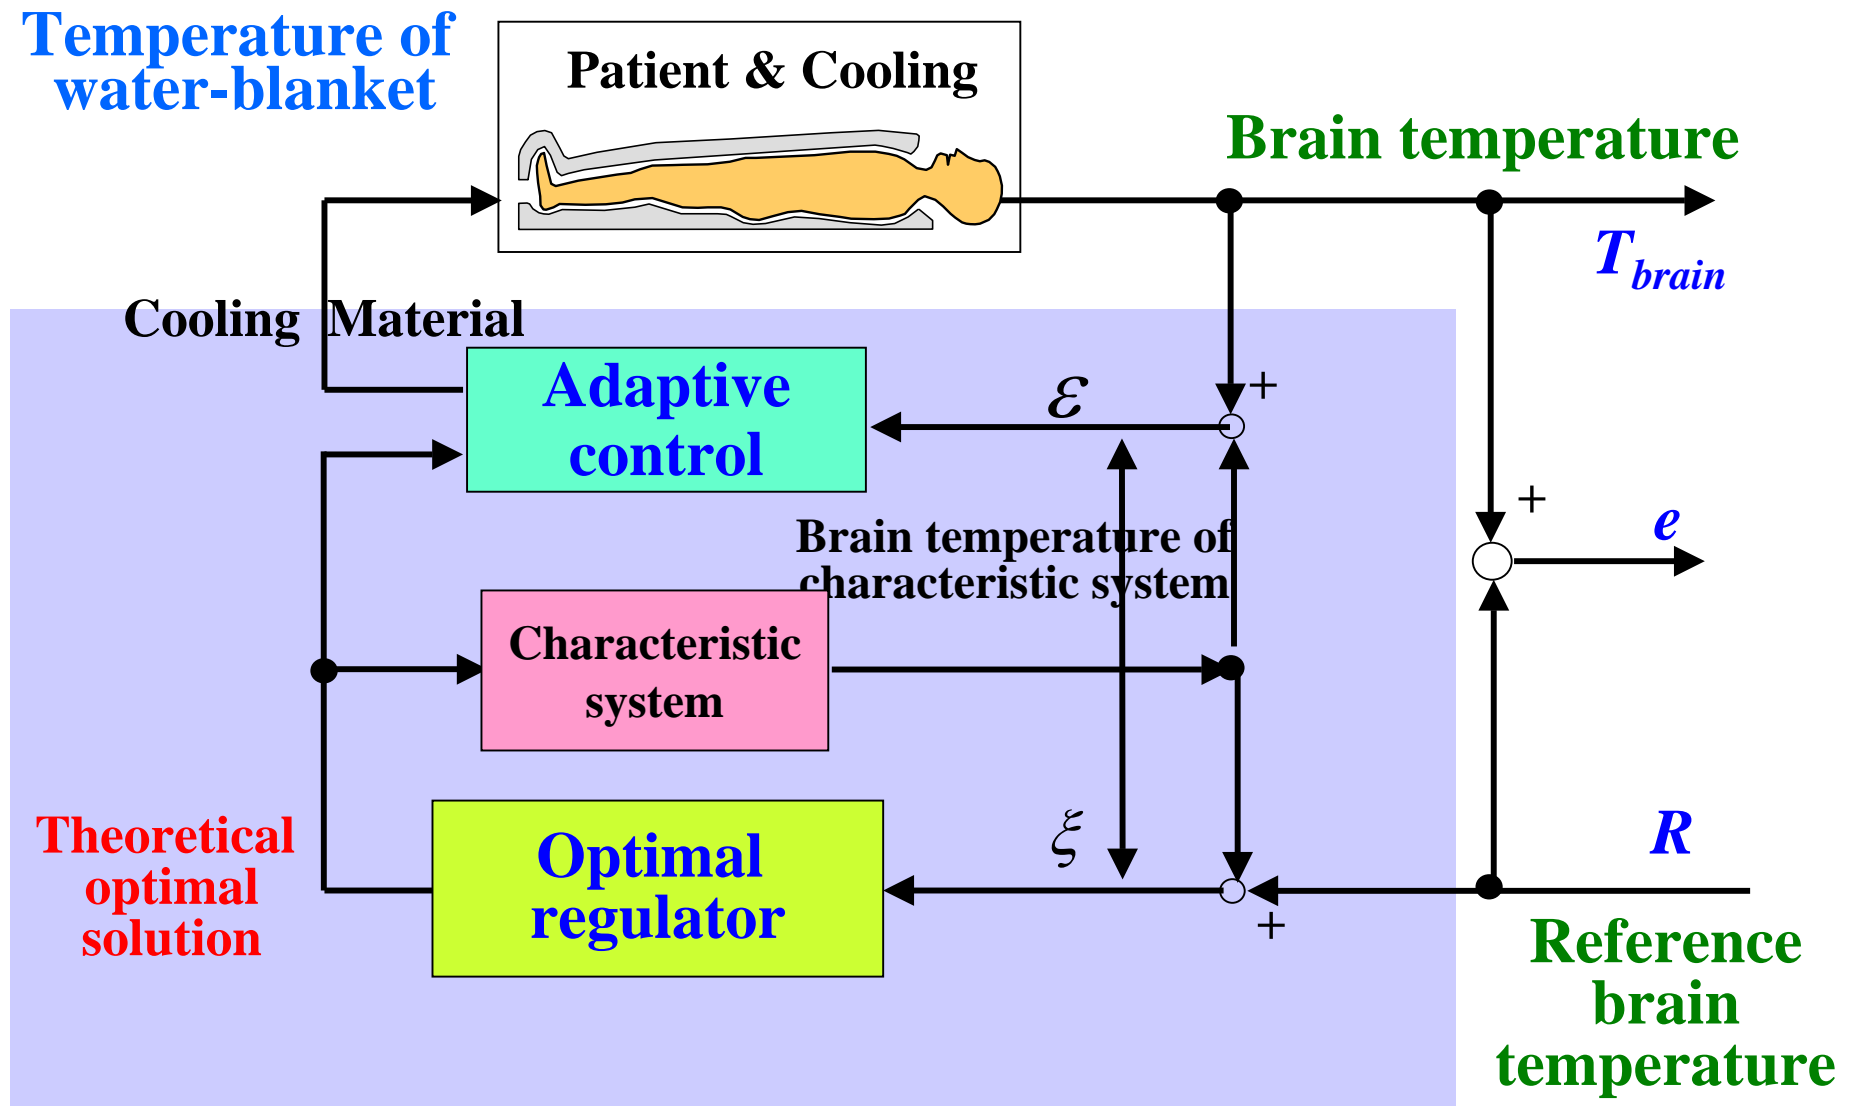 Temperature of
water-blanket
Patient & Cooling
Brain temperature
T_brain
Cooling Material
Adaptive
control
ε
+
+
e
Brain temperature of
characteristic system
Characteristic
system
Theoretical
optimal
solution
Optimal
regulator
ξ
+
R
Reference
brain
temperature